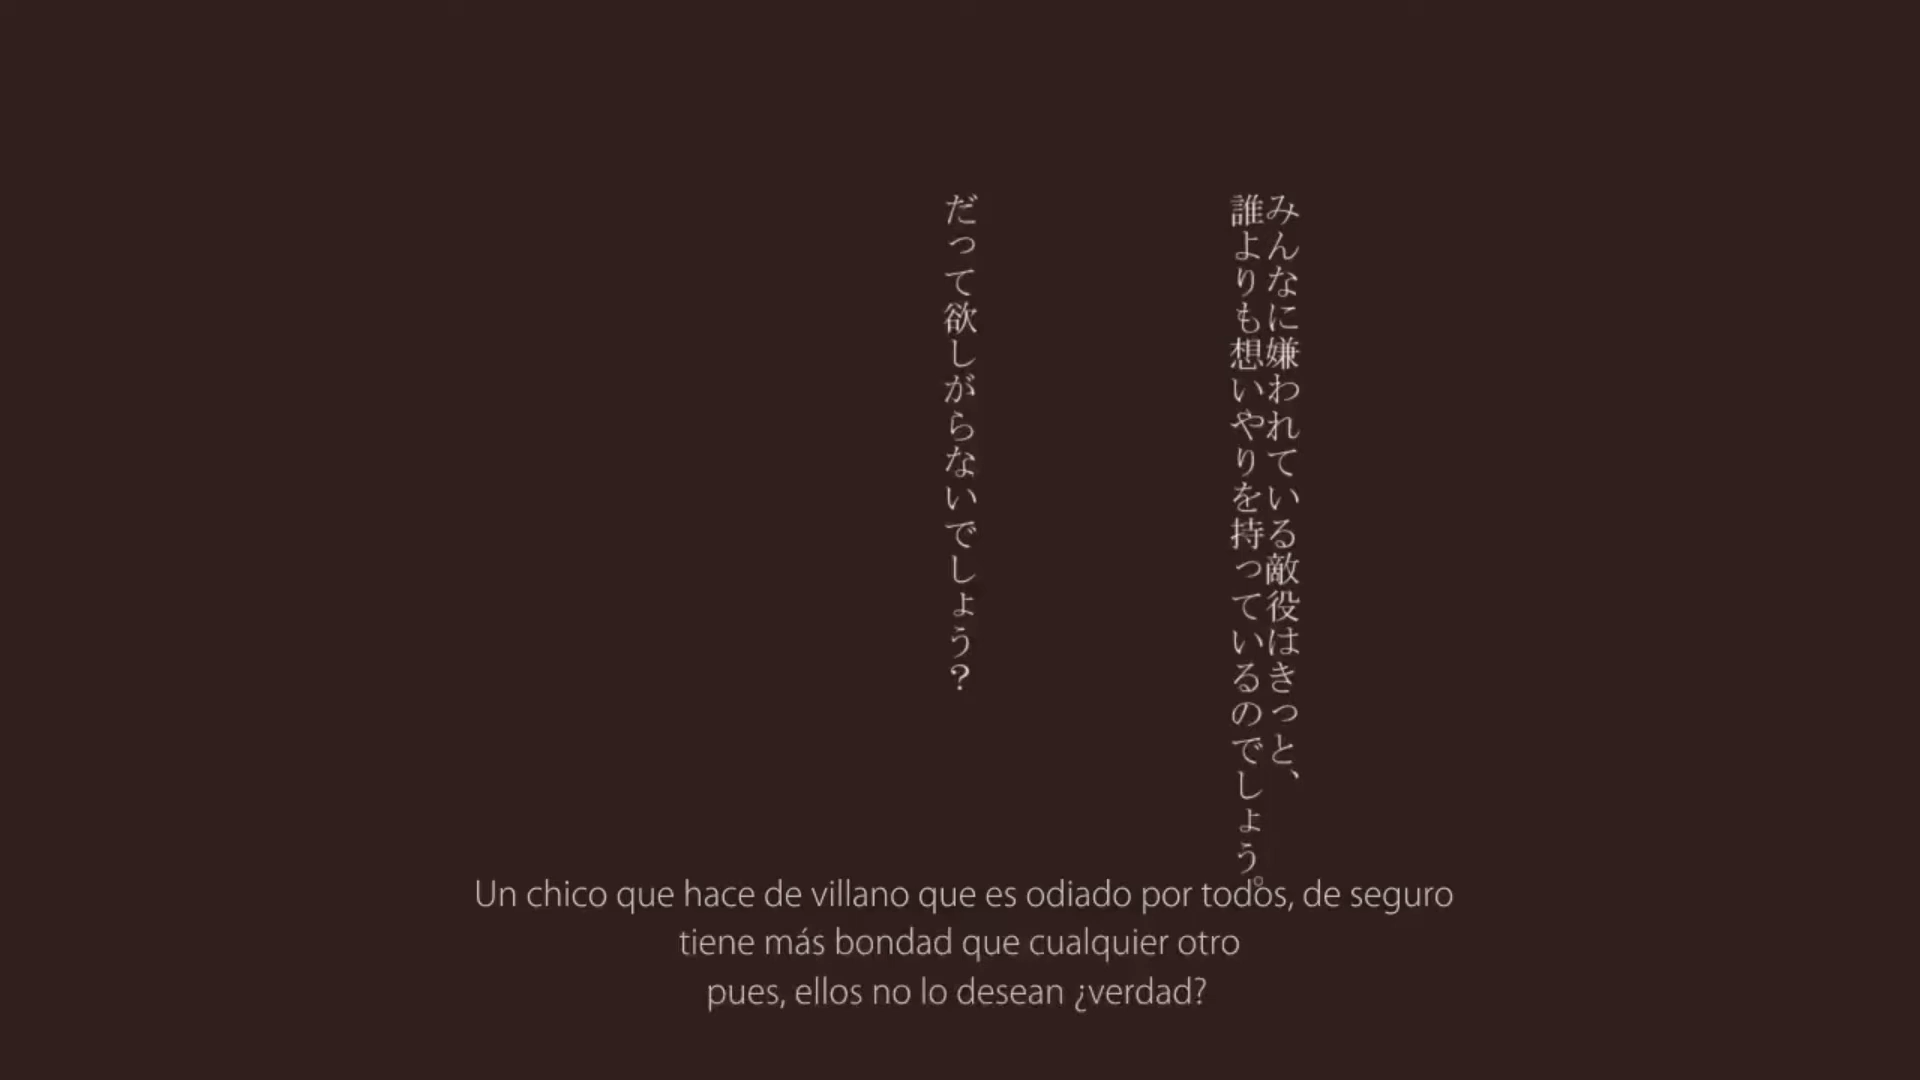 みんなに嫌われている敵役はきっと、
誰よりも想いやりを持っているのでしょう。
だって欲しがらないでしょう？
Un chico que hace de villano que es odiado por todos, de seguro
tiene más bondad que cualquier otro
pues, ellos no lo desean ¿verdad?